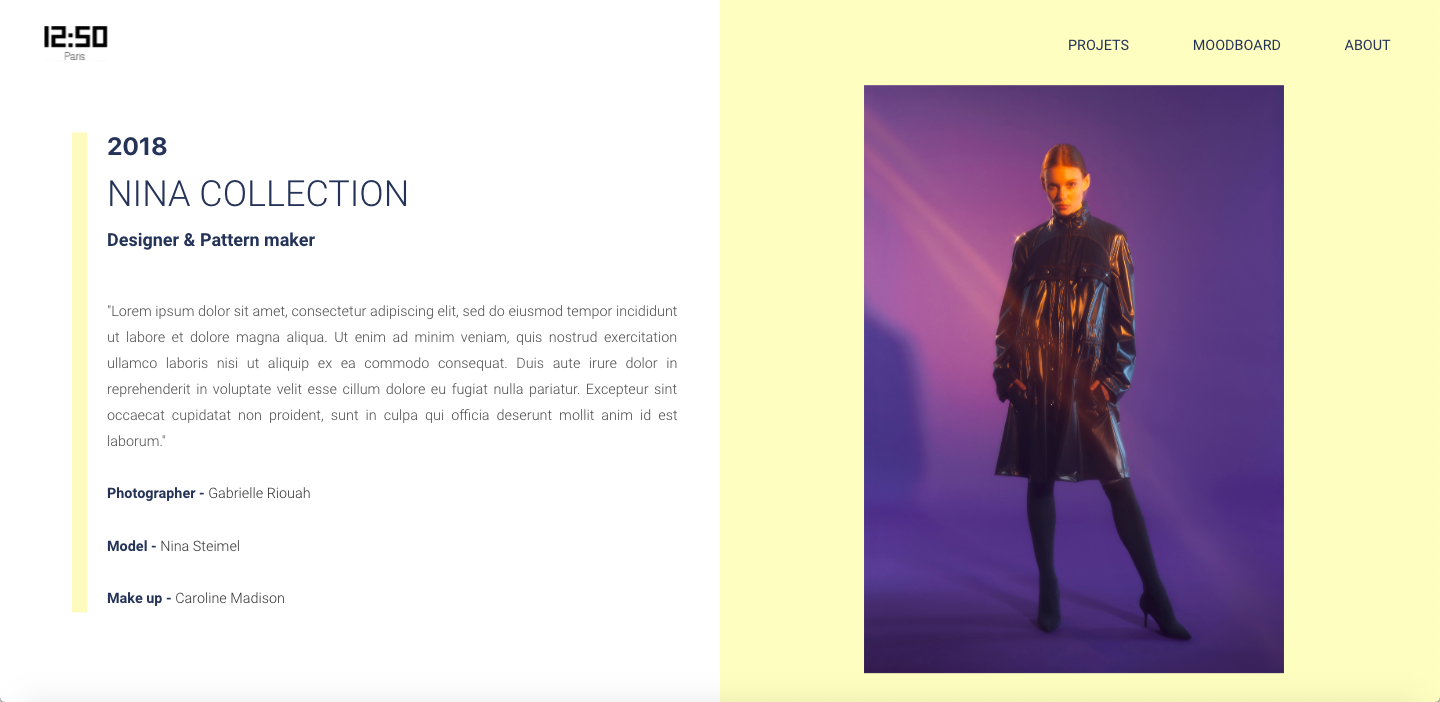 12:50
Paris
PROJETS MOODBOARD ABOUT
2018
NINA COLLECTION
Designer & Pattern maker
"Lorem ipsum dolor sit amet, consectetur adipiscing elit, sed do eiusmod tempor incididunt
ut labore et dolore magna aliqua. Ut enim ad minim veniam, quis nostrud exercitation
ullamco laboris nisi ut aliquip ex ea commodo consequat. Duis aute irure dolor in
reprehenderit in voluptate velit esse cillum dolore eu fugiat nulla pariatur. Excepteur sint
occaecat cupidatat non proident, sunt in culpa qui officia deserunt mollit anim id est
laborum."
Photographer - Gabrielle Riouah
Model - Nina Steimel
Make up - Caroline Madison